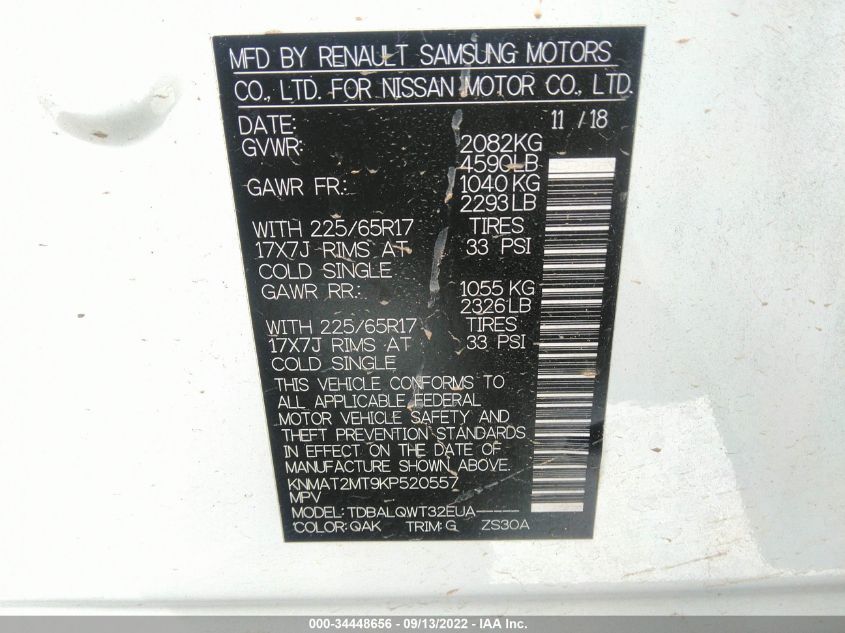 MFD BY RENAULT SAMSUNG MOTORS
CO., LTD. FOR NISSAN MOTOR CO., LTD.
DATE: 11 / 18
GVWR: 2082KG
4590LB
GAWR FR.: 1040 KG
2293 LB
WITH 225/65R17 TIRES
17X7J RIMS AT 33 PSI
COLD SINGLE
GAWR RR.: 1055 KG
2326 LB
WITH 225/65R17 TIRES
17X7J RIMS AT 33 PSI
COLD SINGLE
THIS VEHICLE CONFORMS TO
ALL APPLICABLE FEDERAL
MOTOR VEHICLE SAFETY AND
THEFT PREVENTION STANDARDS
IN EFFECT ON THE DATE OF
MANUFACTURE SHOWN ABOVE.
KNMAT2MT9KP520557
MPV
MODEL: TDBALQWT32EUA-----
COLOR: QAK TRIM: G ZS30A
000-34448656 - 09/13/2022 - IAA Inc.